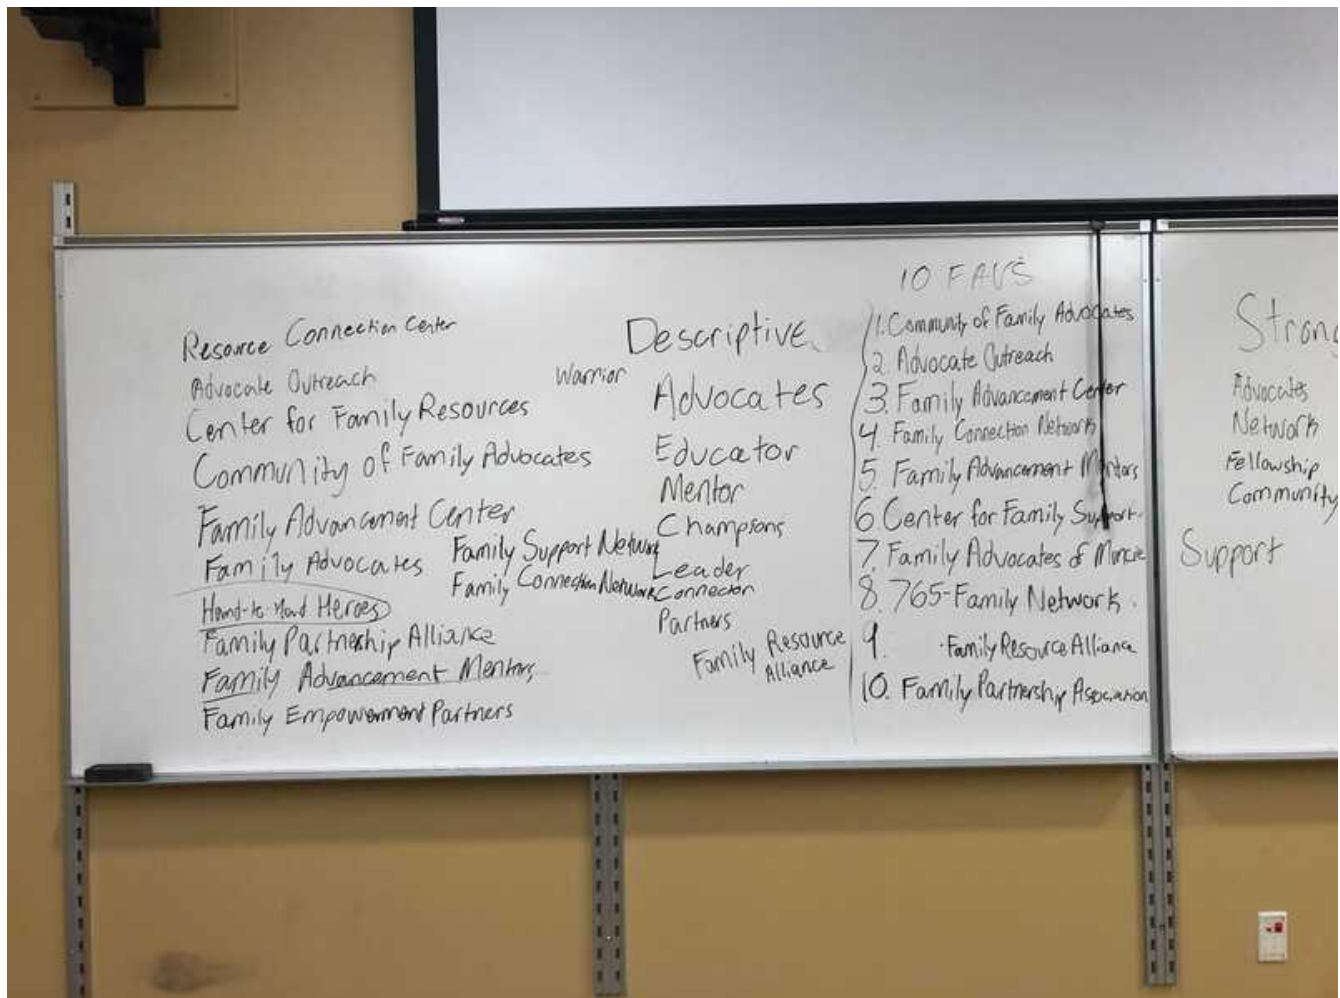 Resource Connection Center
Advocate Outreach
Center for Family Resources
Community of Family Advocates
Family Advancement Center
Family Advocates
Hand-to-Hand Heroes
Family Partnership Alliance
Family Advancement Mentors
Family Empowerment Partners
Family Support Network
Family Connection Network
Descriptive
Warrior
Advocates
Educator
Mentor
Champions
Leader
Connector
Partners
Family Resource
Alliance
10 FAVS
1. Community of Family Advocates
2. Advocate Outreach
3. Family Advancement Center
4. Family Connection Network
5. Family Advancement Mentors
6. Center for Family Support
7. Family Advocates of Muncie
8. 765-Family Network
9. Family Resource Alliance
10. Family Partnership Association
Strong
Advocates
Network
Fellowship
Community
Support